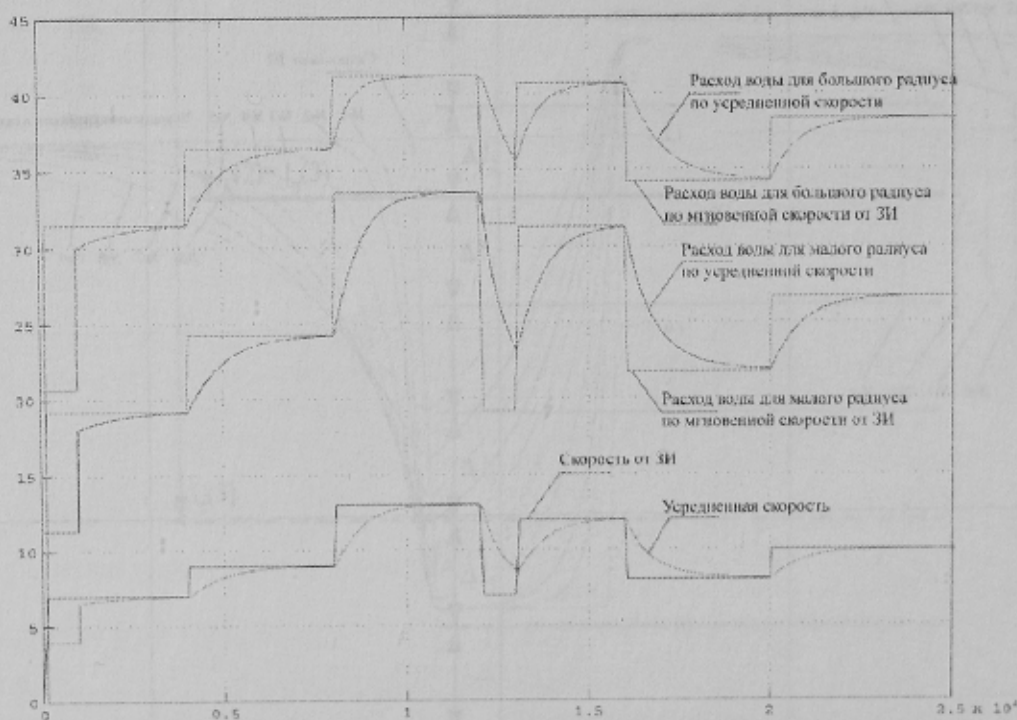 45
40
Расход воды для большого радиуса
по усредненной скорости
35
Расход воды для большого радиуса
по мгновенной скорости от ЗИ
30
Расход воды для малого радиуса
по усредненной скорости
25
20
Расход воды для малого радиуса
по мгновенной скорости от ЗИ
15
Скорость от ЗИ
Усредненная скорость
10
5
0
0 0.5 1 1.5 2 2.5 x 10⁴